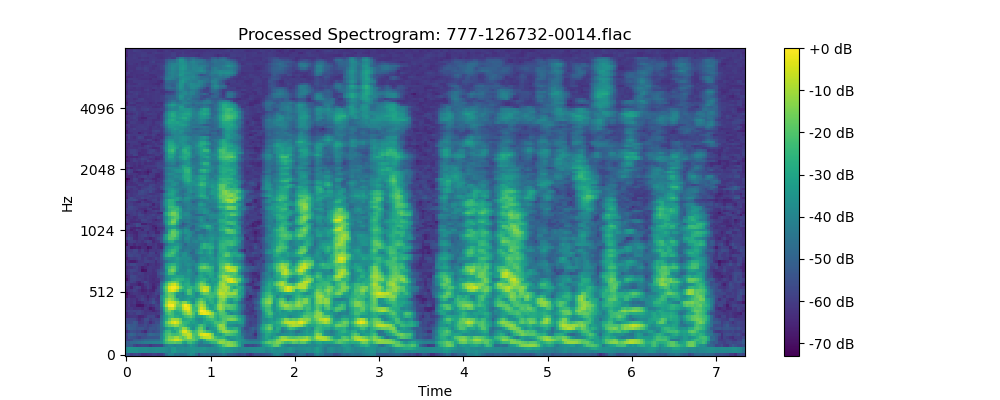 Processed Spectrogram: 777-126732-0014.flac
Hz
4096
2048
1024
512
0
0 1 2 3 4 5 6 7
Time
+0 dB
-10 dB
-20 dB
-30 dB
-40 dB
-50 dB
-60 dB
-70 dB